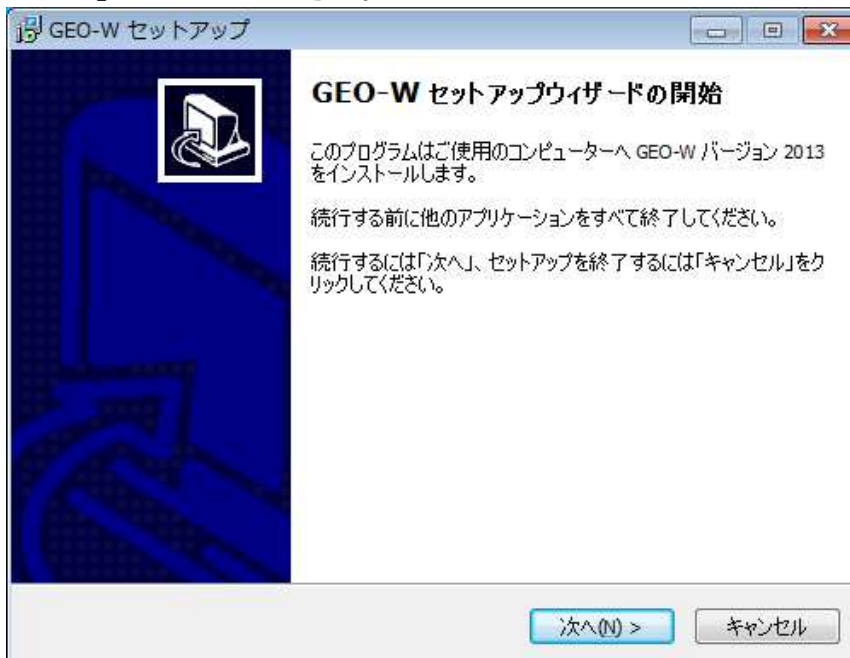 GEO-W セットアップ
GEO-W セットアップウィザードの開始
このプログラムはご使用のコンピューターへ GEO-W バージョン 2013
をインストールします。
続行する前に他のアプリケーションをすべて終了してください。
続行するには「次へ」、セットアップを終了するには「キャンセル」をク
リックしてください。
次へ(N) >
キャンセル